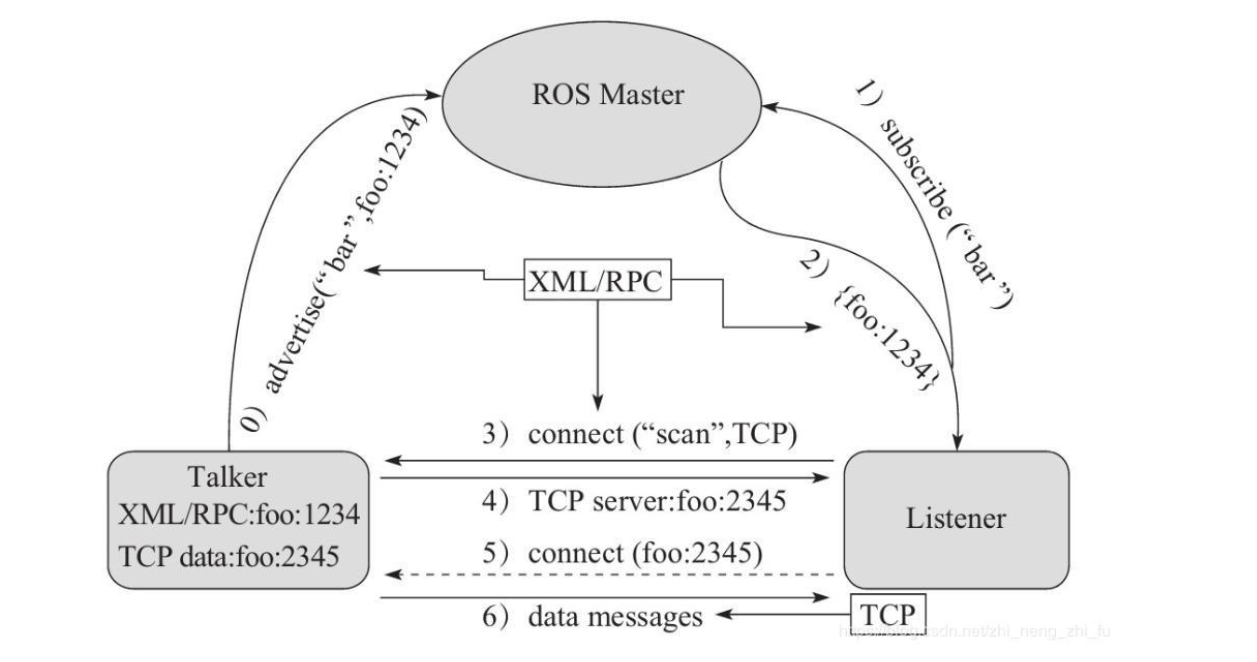 ROS Master
0）advertise(“bar”,foo:1234)
1）subscribe (“bar”)
2）{foo:1234}
XML/RPC
3）connect (“scan”,TCP)
4）TCP server:foo:2345
5）connect (foo:2345)
6）data messages
Talker
XML/RPC:foo:1234
TCP data:foo:2345
Listener
TCP
https://blog.csdn.net/zhi_neng_zhi_fu